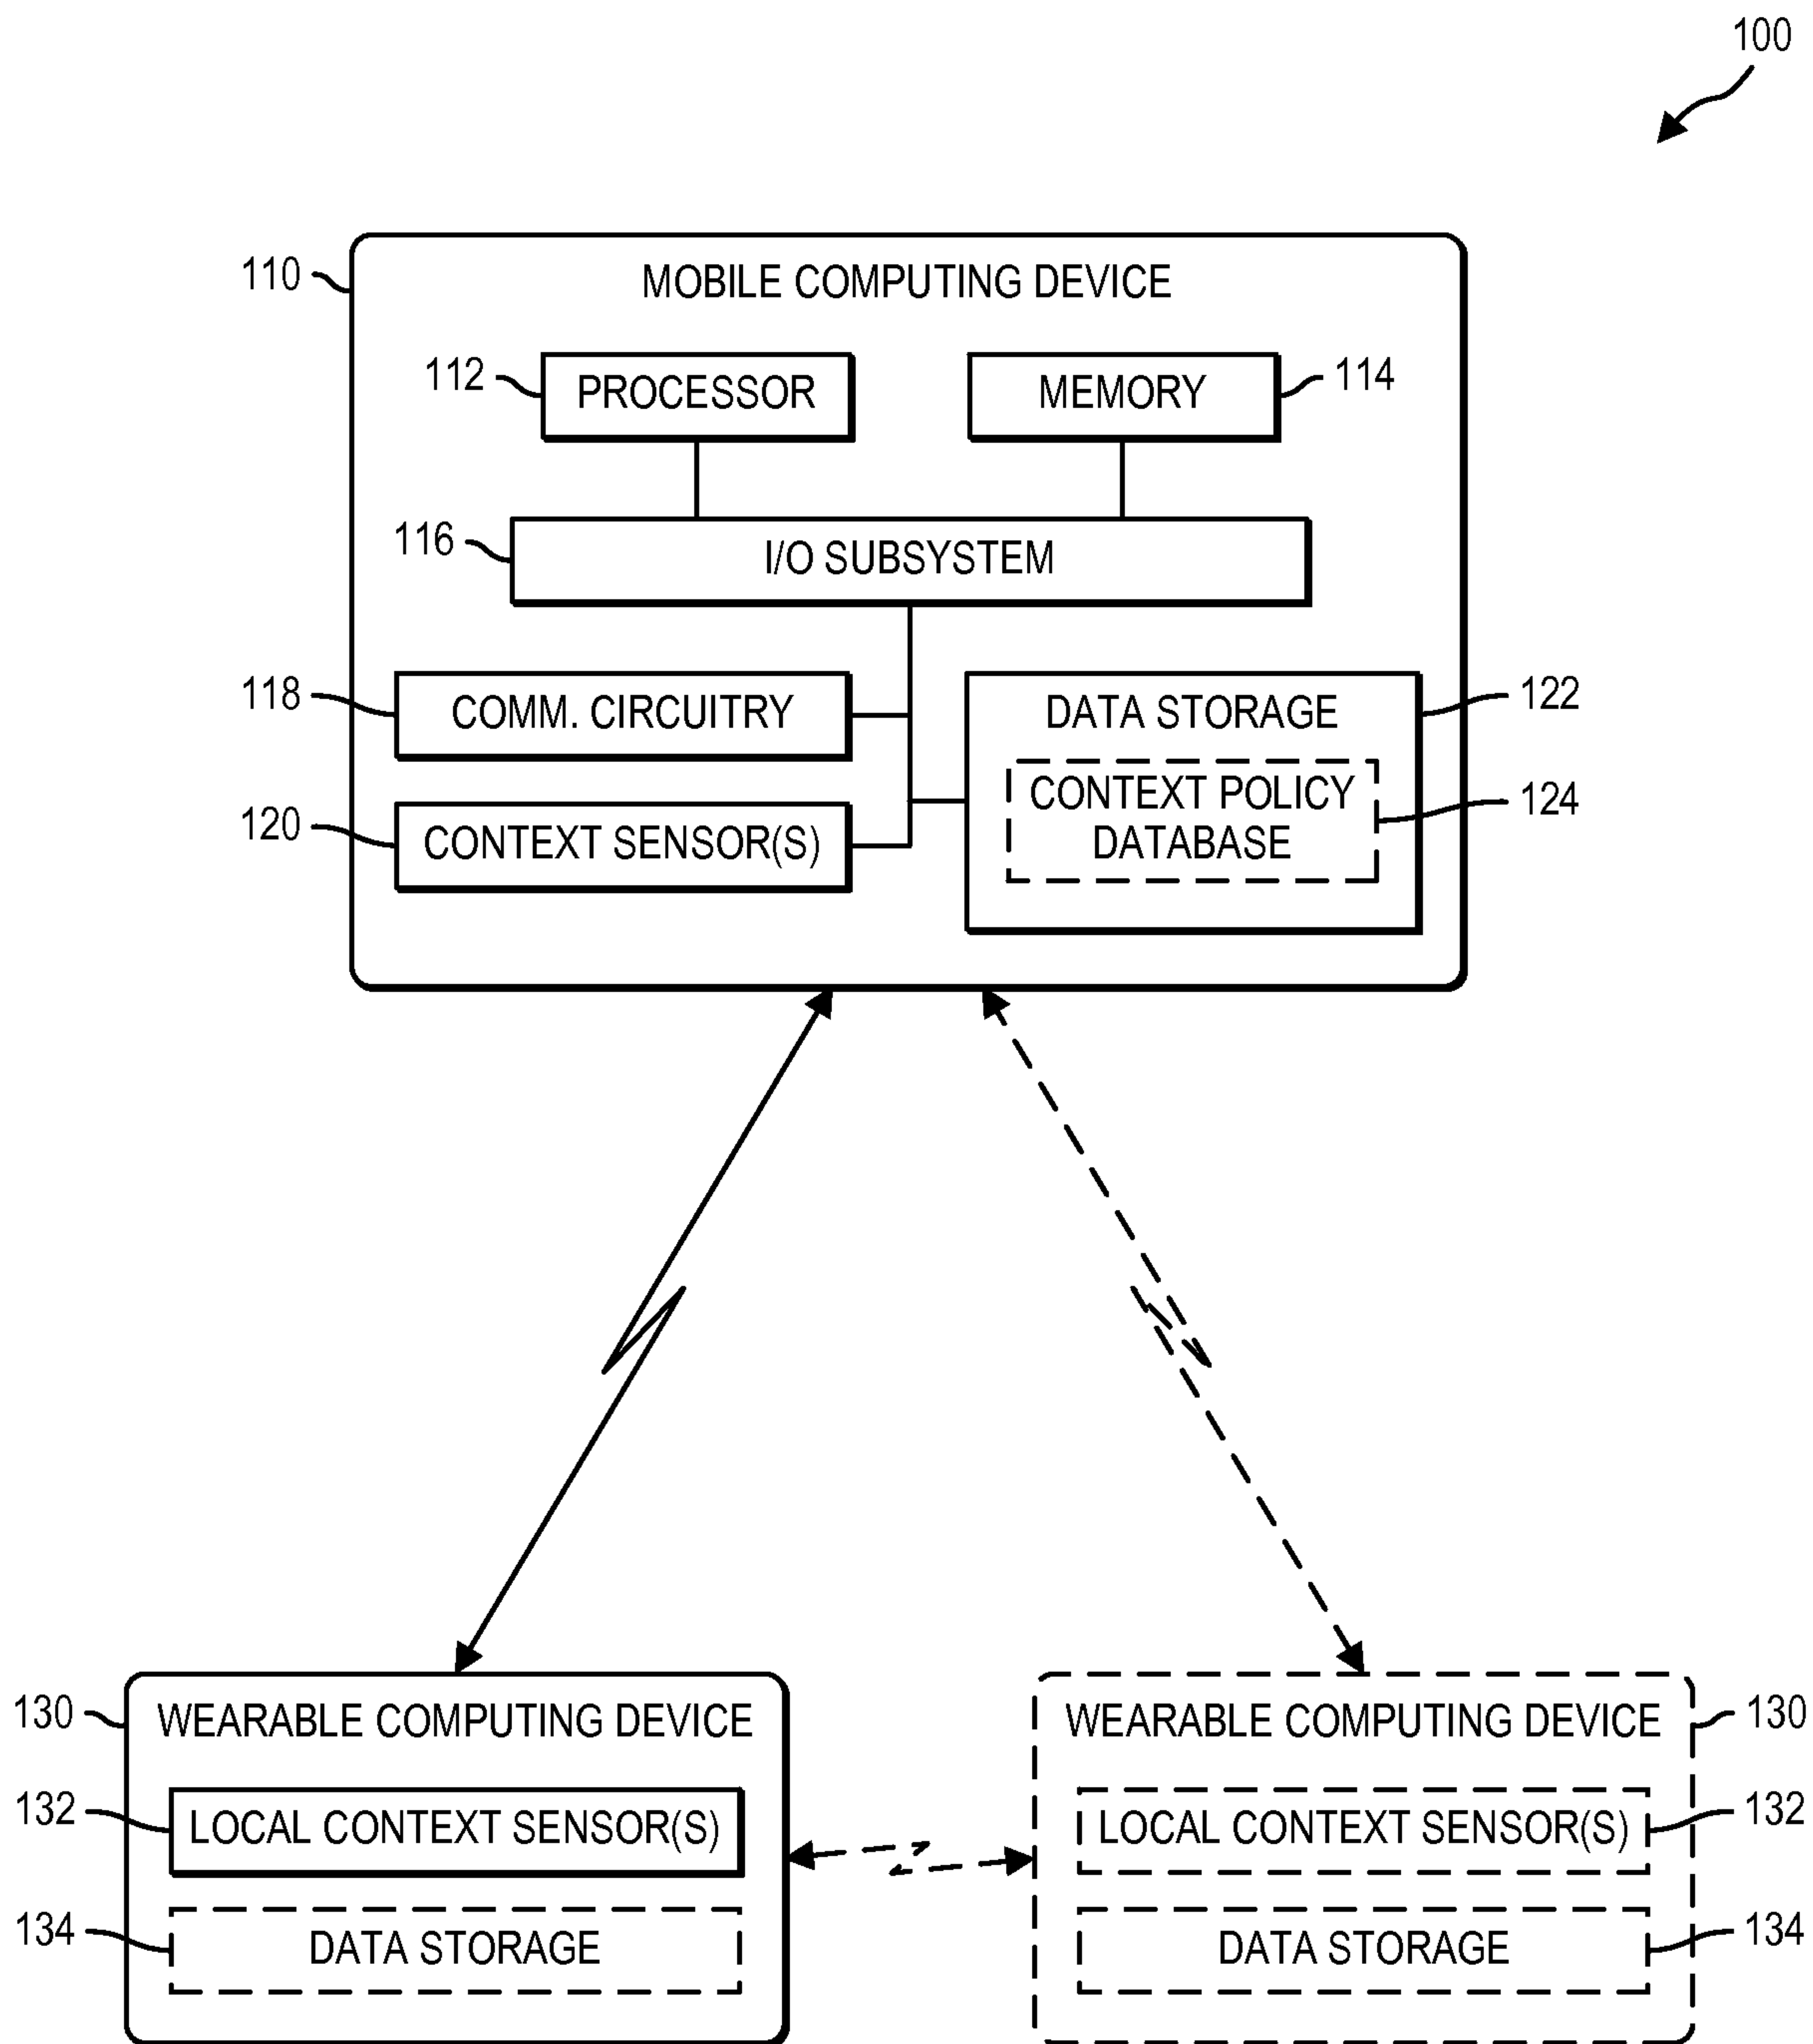 100
110
MOBILE COMPUTING DEVICE
112
PROCESSOR
MEMORY
114
116
I/O SUBSYSTEM
118
COMM. CIRCUITRY
DATA STORAGE
122
CONTEXT POLICY
DATABASE
124
120
CONTEXT SENSOR(S)
130
WEARABLE COMPUTING DEVICE
132
LOCAL CONTEXT SENSOR(S)
134
DATA STORAGE
WEARABLE COMPUTING DEVICE
130
LOCAL CONTEXT SENSOR(S)
132
DATA STORAGE
134